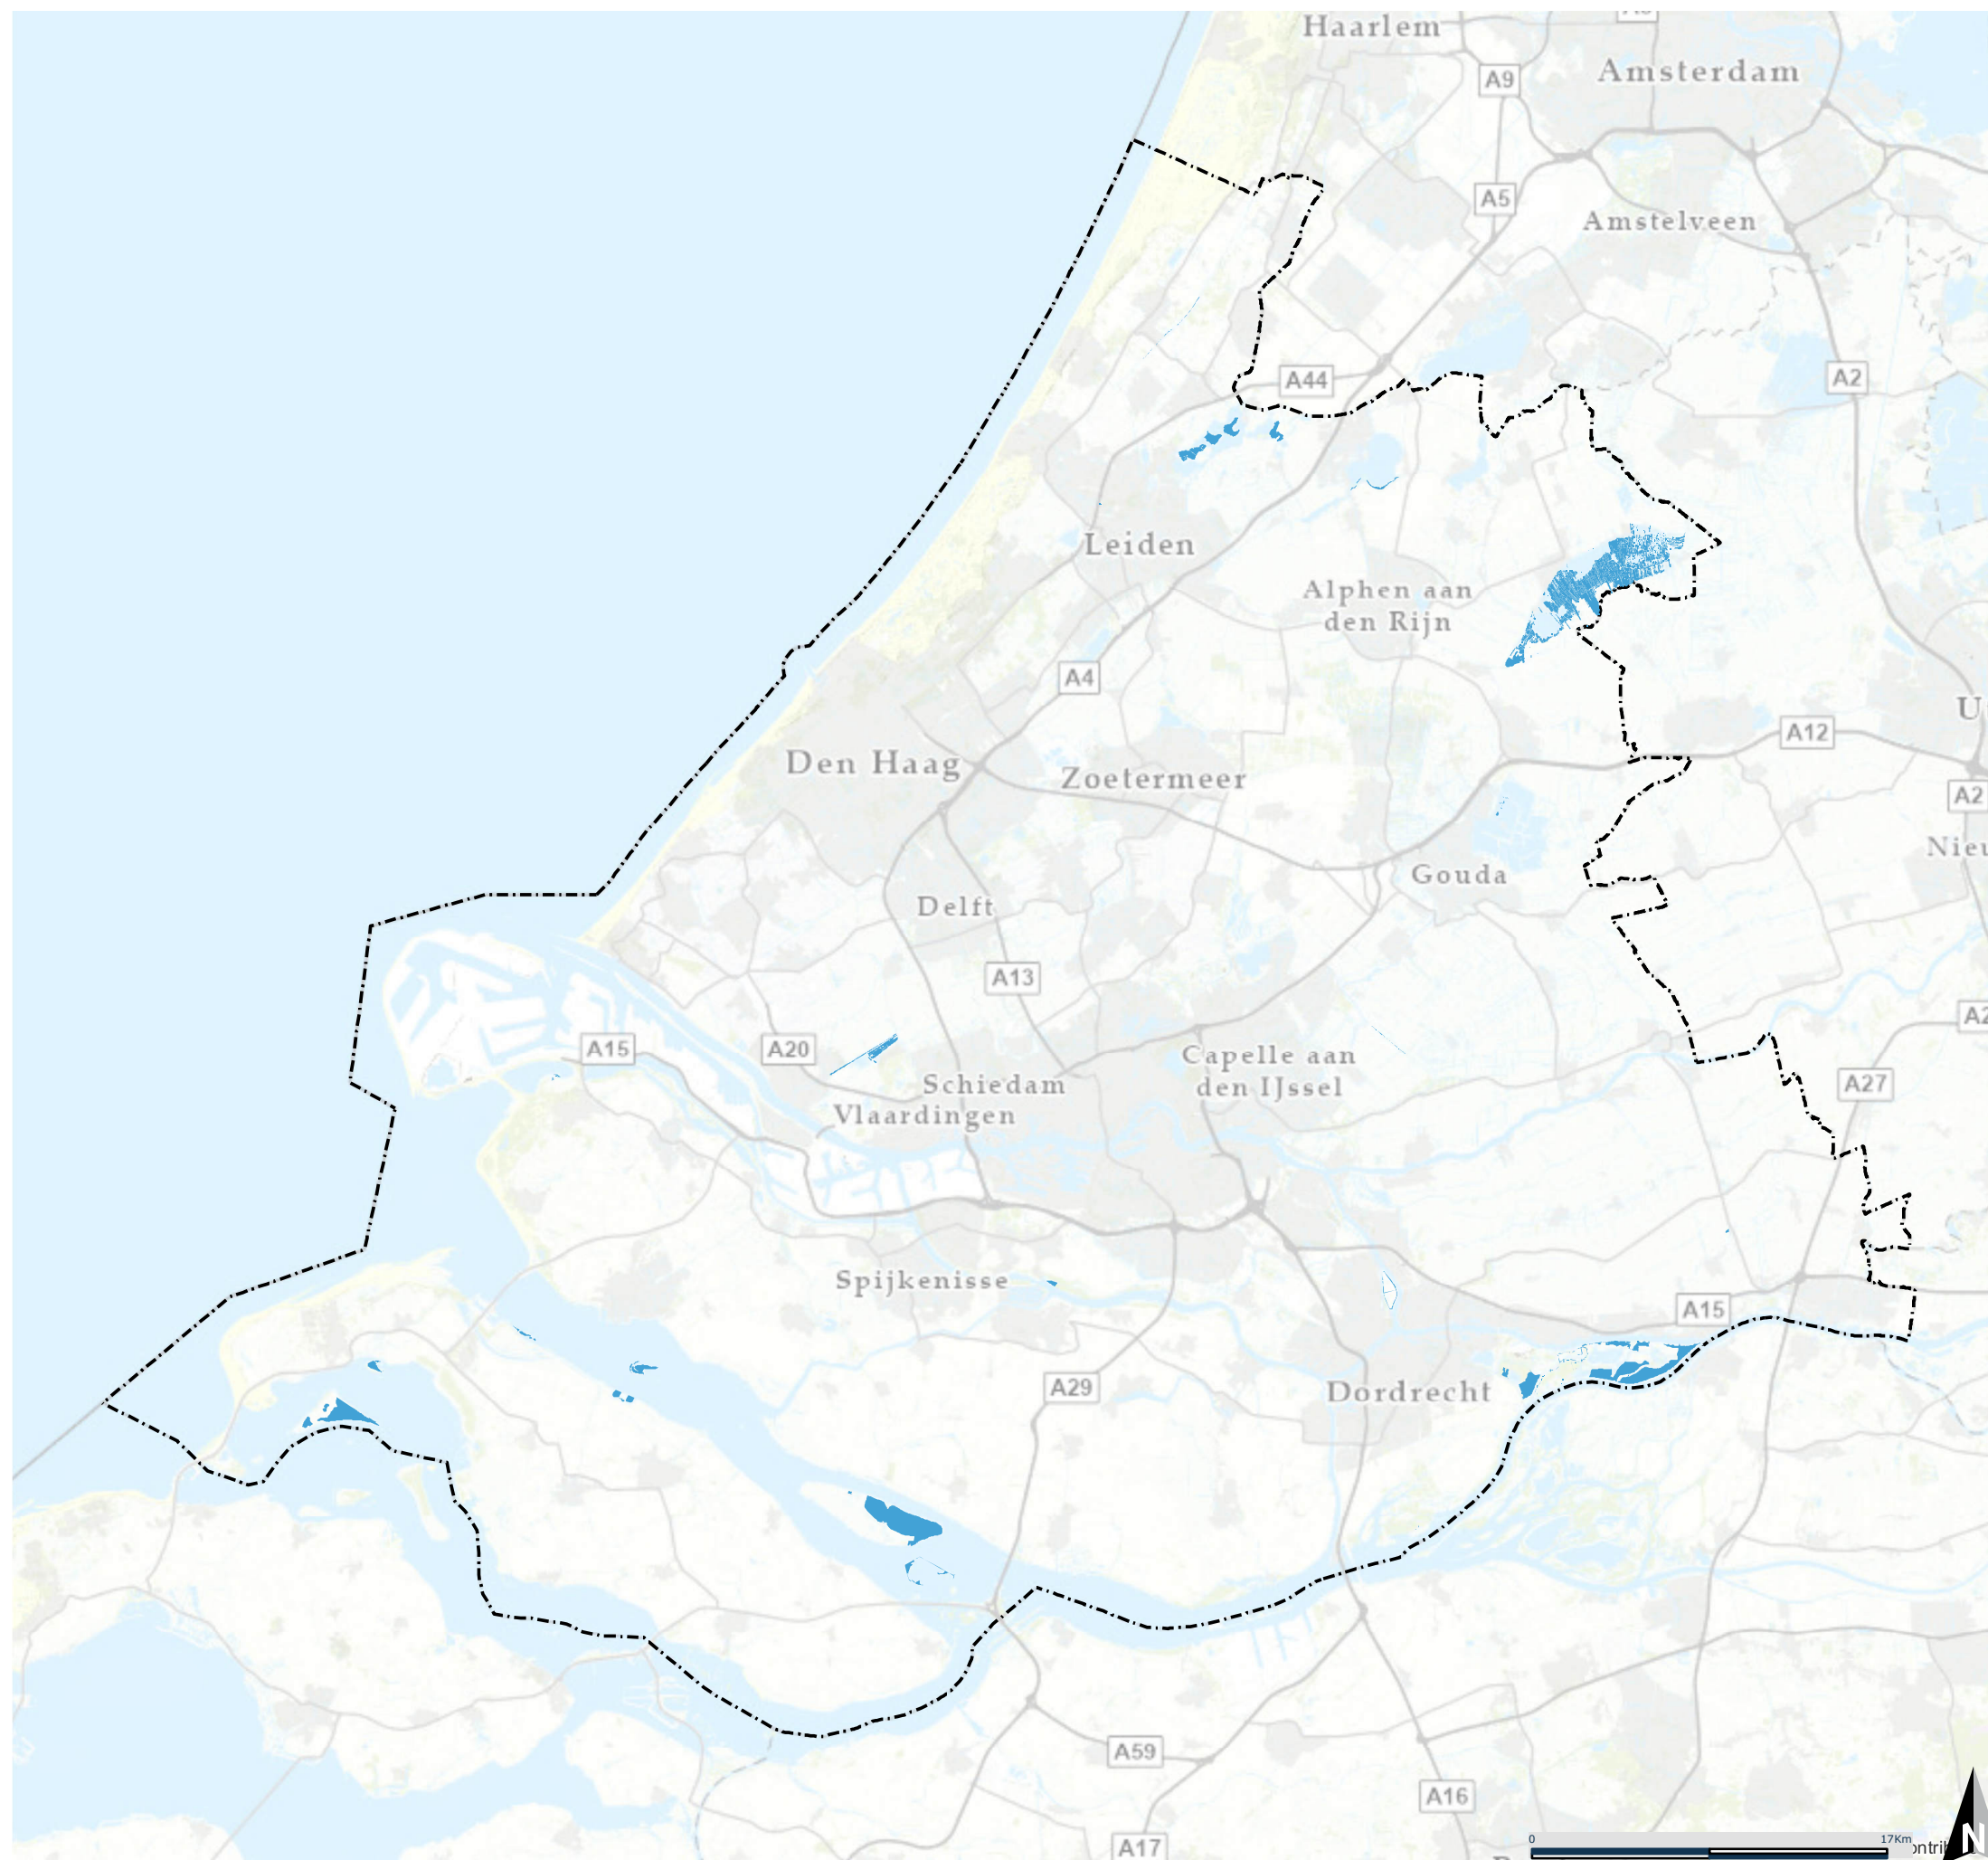 Haarlem
Amsterdam
A9
A5
Amstelveen
A44
A2
Leiden
Alphen aan
den Rijn
A4
Den Haag
Zoetermeer
A12
A2
Gouda
Delft
A13
A15
A20
Capelle aan
den IJssel
Schiedam
Vlaardingen
A27
Spijkenisse
A15
A29
Dordrecht
A59
A16
A17
0
17Km
N